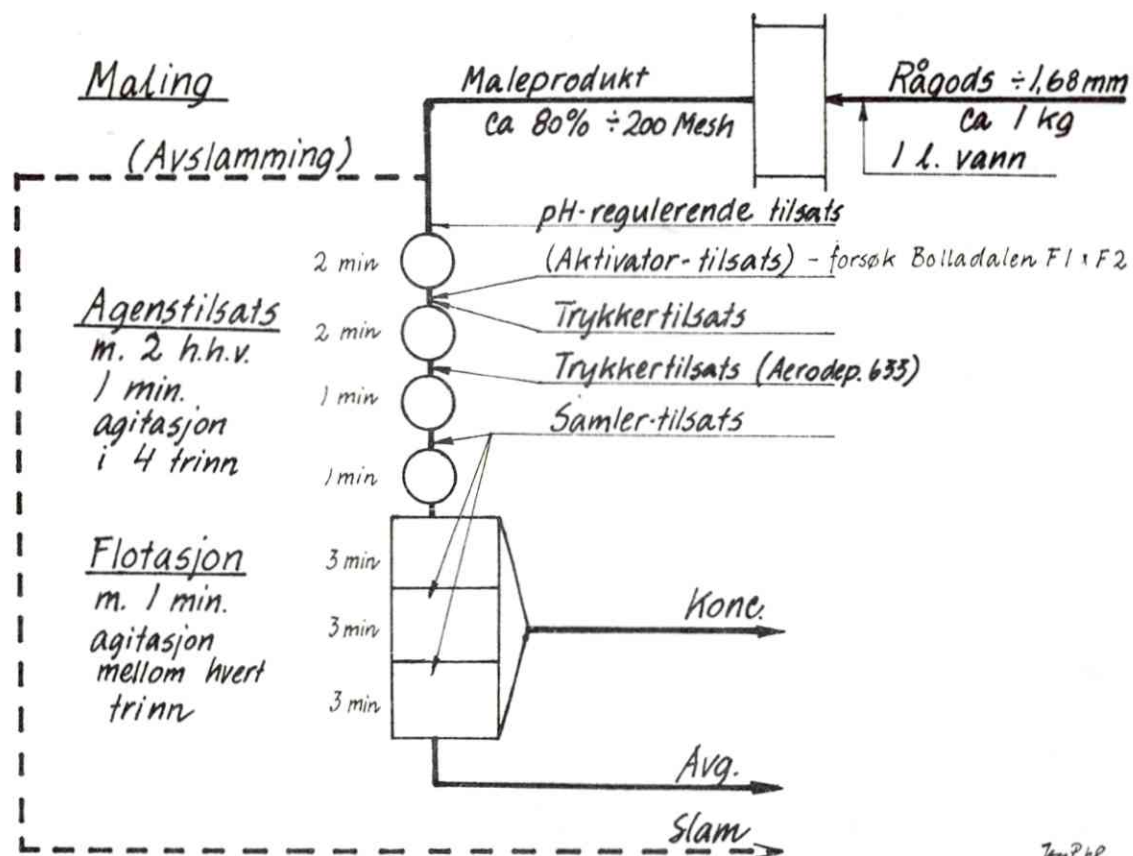 Maling
Maleprodukt
ca 80% ÷200 Mesh
Rågods ÷1,68mm
ca 1 kg
1 l. vann
(Avslamming)
pH-regulerende tilsats
(Aktivator-tilsats) - forsøk Bolladalen F1 x F2
Trykkertilsats
Trykkertilsats (Aerodep. 633)
Samler-tilsats
2 min
2 min
1 min
1 min
Agenstilsats
m. 2 h.h.v.
1 min.
agitasjon
i 4 trinn
Flotasjon
m. 1 min.
agitasjon
mellom hvert
trinn
3 min
3 min
3 min
Konc.
Avg.
Slam